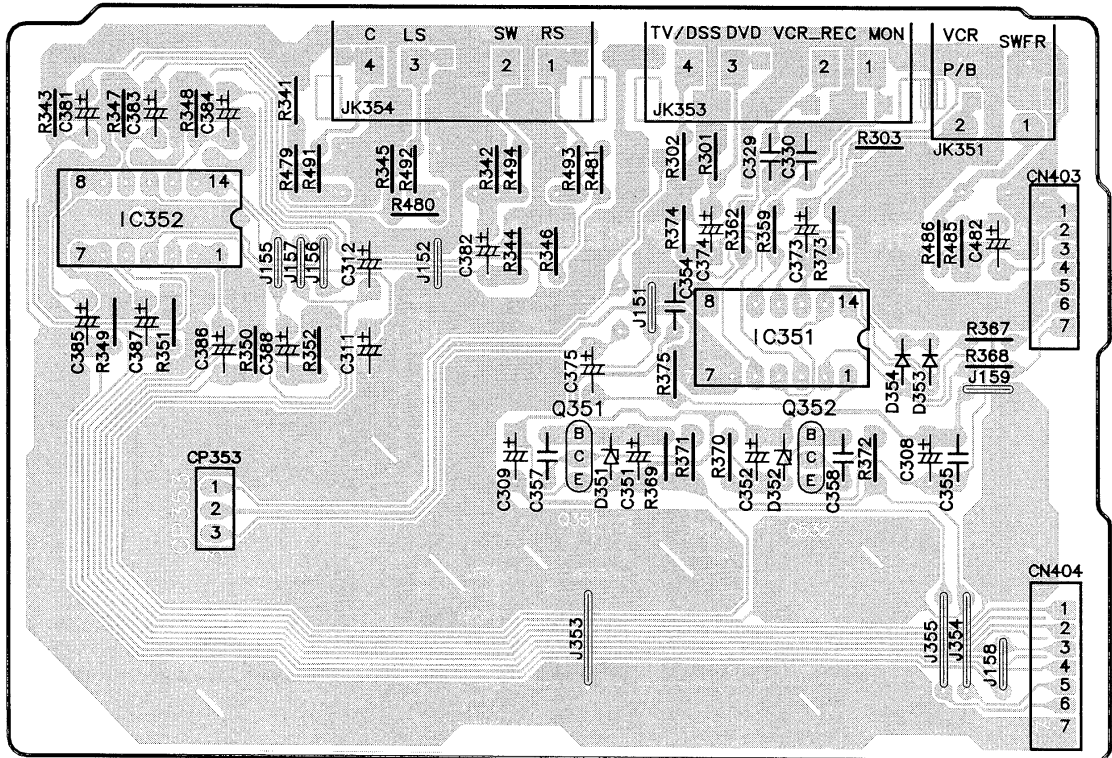 C LS SW RS
4 3 2 1
JK354
TV/DSS DVD VCR_REC MON
4 3 2 1
JK353
VCR SWFR
P/B
2 1
JK351
R343 C381 R347 C383 R348 C384 R341
R479 R491 R345 R492 R342 R494 R493 R481
R480
R302 R301 C329 C330 R303
CN403
1
2
3
4
5
6
7
8 14
IC352
7 1
J155 J157 J156 C312 J152 C382 R344 R346
R374 C374 R362 R359 C373 R373
R486 R485 C482
C385 R349 C387 R351 C386 R350 C388 R352 C311
J151 C354
8 14
IC351
7 1
C375 R375
D354 D353
R367
R368
J159
Q351
B
C
E
Q352
B
C
E
C309 C357 D351 C351 R369 R371 R370 C352 D352 C358 R372 C308 C355
CP353
1
2
3
CP353
Q351
Q352
J353 J355 J354 J158
CN404
1
2
3
4
5
6
7